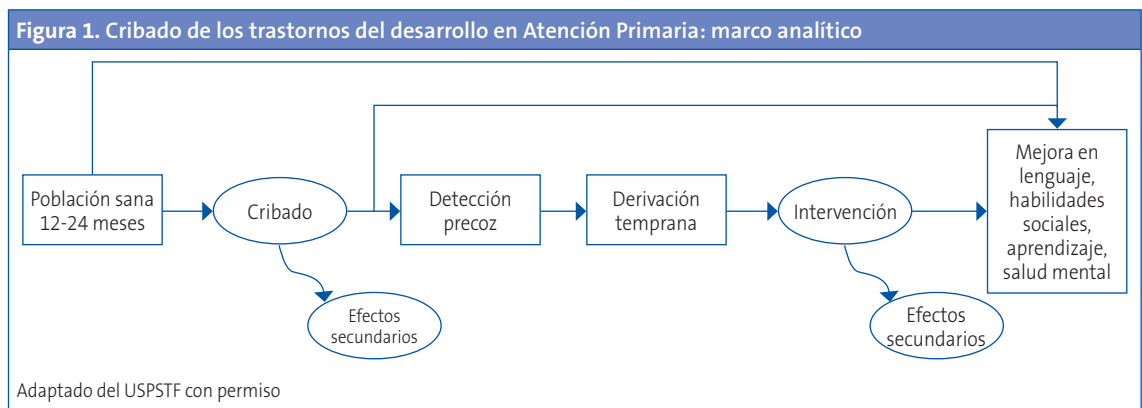 Figura 1. Cribado de los trastornos del desarrollo en Atención Primaria: marco analítico
Población sana
12-24 meses
Cribado
Detección
precoz
Derivación
temprana
Intervención
Mejora en
lenguaje,
habilidades
sociales,
aprendizaje,
salud mental
Efectos
secundarios
Efectos
secundarios
Adaptado del USPSTF con permiso